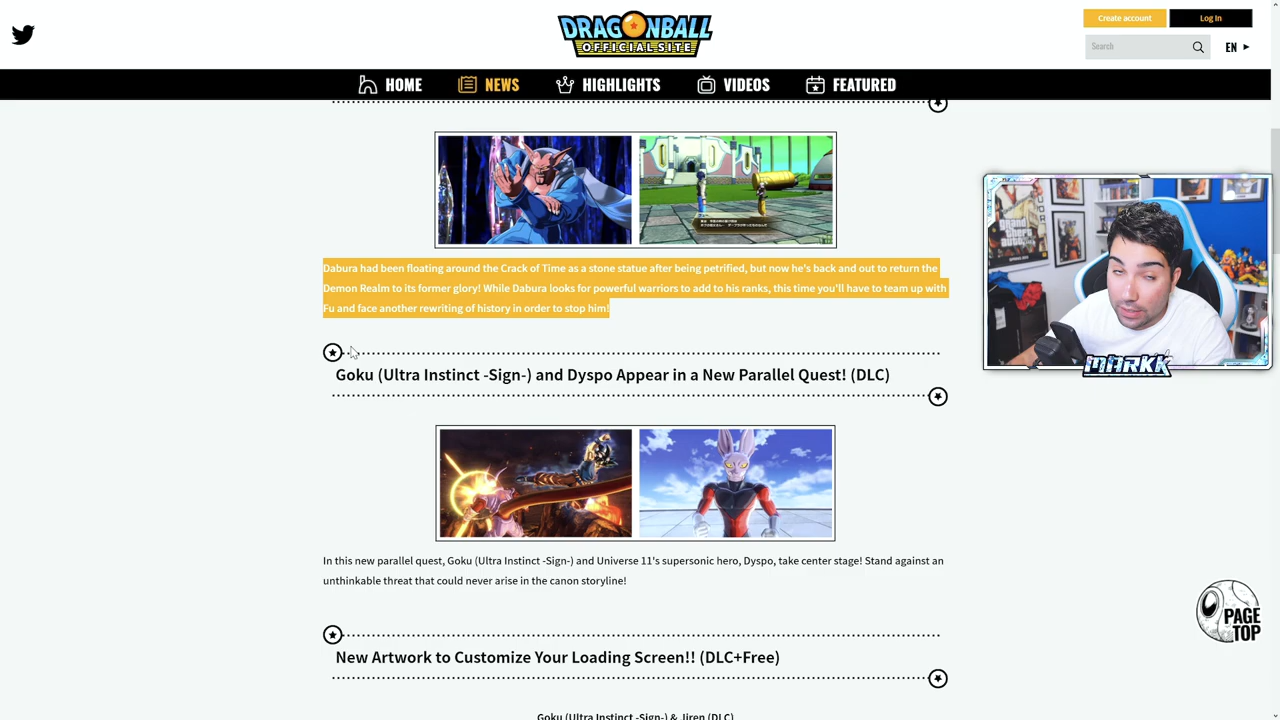 DRAGONBALL
OFFICIAL SITE
Create account
Log In
Search
EN
HOME
NEWS
HIGHLIGHTS
VIDEOS
FEATURED
Dabura had been floating around the Crack of Time as a stone statue after being petrified, but now he's back and out to return the
Demon Realm to its former glory! While Dabura looks for powerful warriors to add to his ranks, this time you'll have to team up with
Fu and face another rewriting of history in order to stop him!
MARKK
Goku (Ultra Instinct -Sign-) and Dyspo Appear in a New Parallel Quest! (DLC)
In this new parallel quest, Goku (Ultra Instinct -Sign-) and Universe 11's supersonic hero, Dyspo, take center stage! Stand against an
unthinkable threat that could never arise in the canon storyline!
PAGE
TOP
New Artwork to Customize Your Loading Screen!! (DLC+Free)
Goku (Ultra Instinct -Sign-) & Jiren (DLC)